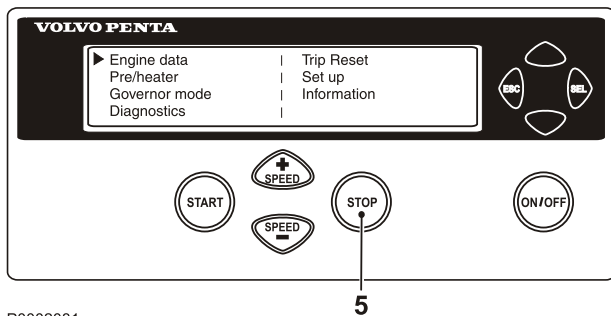 VOLVO PENTA
Engine data | Trip Reset
Pre/heater | Set up
Governor mode | Information
Diagnostics |
ESC
SEL
+
SPEED
START
STOP
ON/OFF
SPEED
−
5